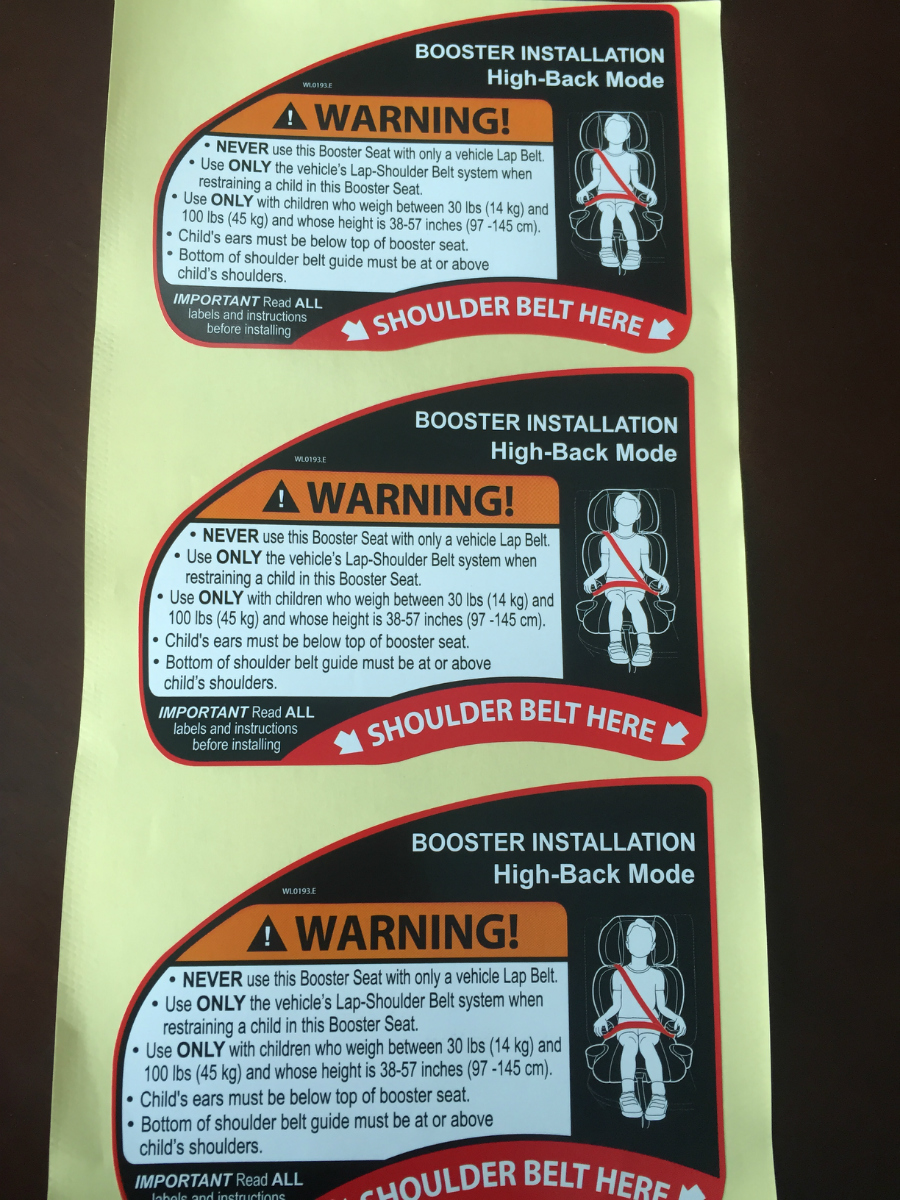 BOOSTER INSTALLATION
High-Back Mode
WL0193.E
WARNING!
• NEVER use this Booster Seat with only a vehicle Lap Belt.
• Use ONLY the vehicle's Lap-Shoulder Belt system when
restraining a child in this Booster Seat.
• Use ONLY with children who weigh between 30 lbs (14 kg) and
100 lbs (45 kg) and whose height is 38-57 inches (97 -145 cm).
• Child's ears must be below top of booster seat.
• Bottom of shoulder belt guide must be at or above
child's shoulders.
IMPORTANT Read ALL
labels and instructions
before installing
SHOULDER BELT HERE
BOOSTER INSTALLATION
High-Back Mode
WL0193.E
WARNING!
• NEVER use this Booster Seat with only a vehicle Lap Belt.
• Use ONLY the vehicle's Lap-Shoulder Belt system when
restraining a child in this Booster Seat.
• Use ONLY with children who weigh between 30 lbs (14 kg) and
100 lbs (45 kg) and whose height is 38-57 inches (97 -145 cm).
• Child's ears must be below top of booster seat.
• Bottom of shoulder belt guide must be at or above
child's shoulders.
IMPORTANT Read ALL
labels and instructions
before installing
SHOULDER BELT HERE
BOOSTER INSTALLATION
High-Back Mode
WL0193.E
WARNING!
• NEVER use this Booster Seat with only a vehicle Lap Belt.
• Use ONLY the vehicle's Lap-Shoulder Belt system when
restraining a child in this Booster Seat.
• Use ONLY with children who weigh between 30 lbs (14 kg) and
100 lbs (45 kg) and whose height is 38-57 inches (97 -145 cm).
• Child's ears must be below top of booster seat.
• Bottom of shoulder belt guide must be at or above
child's shoulders.
IMPORTANT Read ALL
labels and instructions
SHOULDER BELT HERE